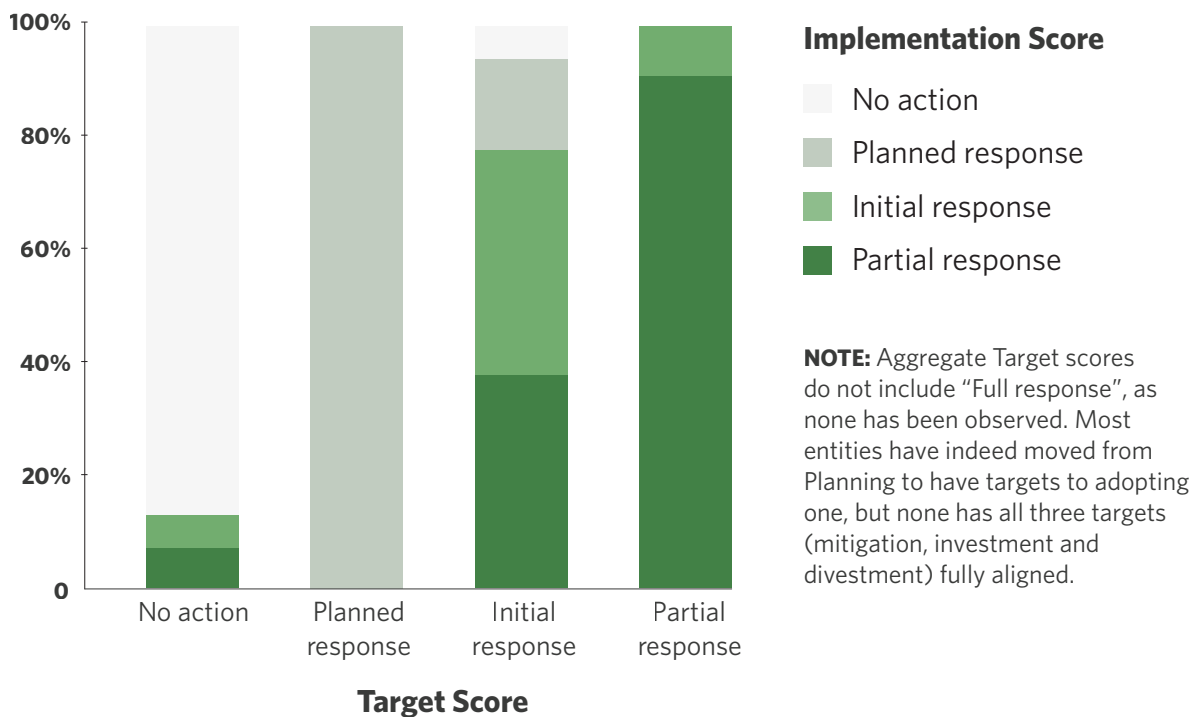 100%
80%
60%
40%
20%
0
No action
Planned
response
Initial
response
Partial
response
Target Score
Implementation Score
No action
Planned response
Initial response
Partial response
NOTE: Aggregate Target scores
do not include “Full response”, as
none has been observed. Most
entities have indeed moved from
Planning to have targets to adopting
one, but none has all three targets
(mitigation, investment and
divestment) fully aligned.